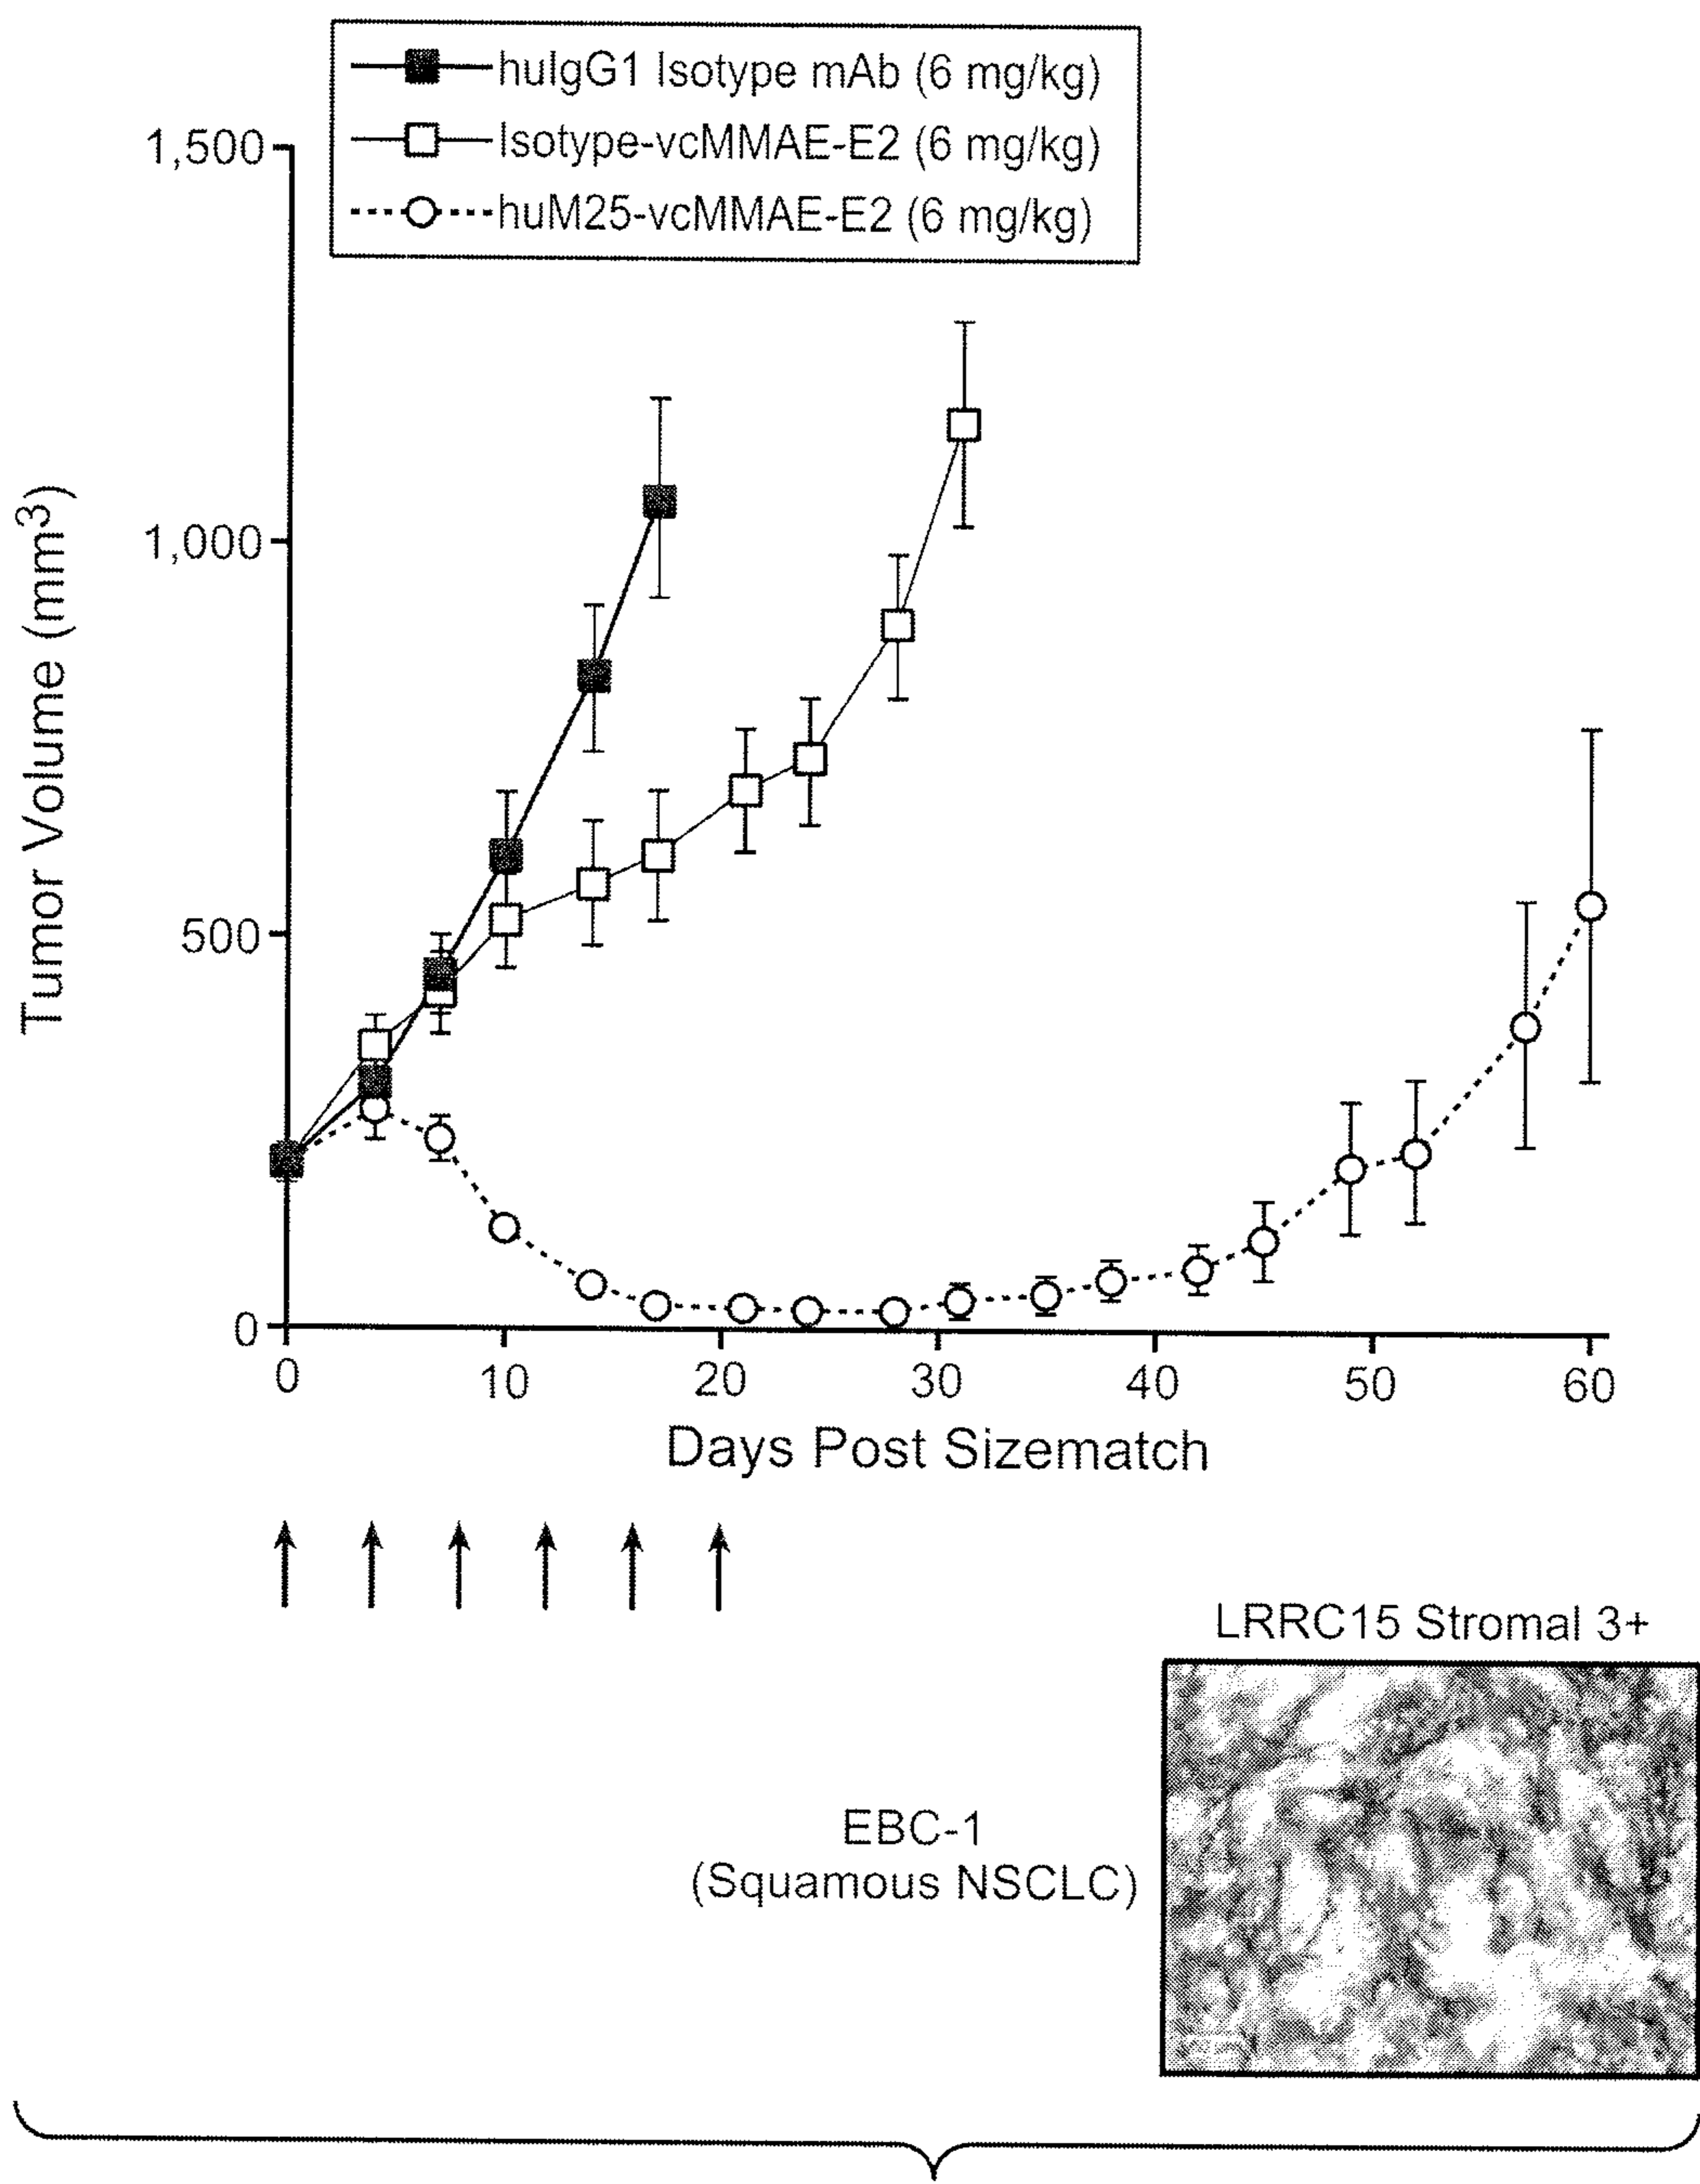 huIgG1 Isotype mAb (6 mg/kg)
Isotype-vcMMAE-E2 (6 mg/kg)
huM25-vcMMAE-E2 (6 mg/kg)
Tumor Volume (mm³)
1,500
1,000
500
0
0 10 20 30 40 50 60
Days Post Sizematch
LRRC15 Stromal 3+
EBC-1
(Squamous NSCLC)